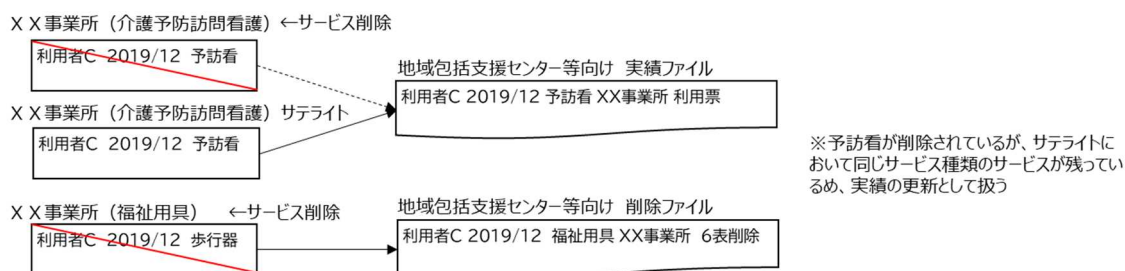 XX事業所（介護予防訪問看護）←サービス削除
利用者C 2019/12 予訪看
地域包括支援センター等向け 実績ファイル
利用者C 2019/12 予訪看 XX事業所 利用票
XX事業所（介護予防訪問看護）サテライト
利用者C 2019/12 予訪看
※予訪看が削除されているが、サテライトに
おいて同じサービス種類のサービスが残ってい
るめ、実績の更新として扱う
XX事業所（福祉用具） ←サービス削除
利用者C 2019/12 歩行器
地域包括支援センター等向け 削除ファイル
利用者C 2019/12 福祉用具 XX事業所 6表削除